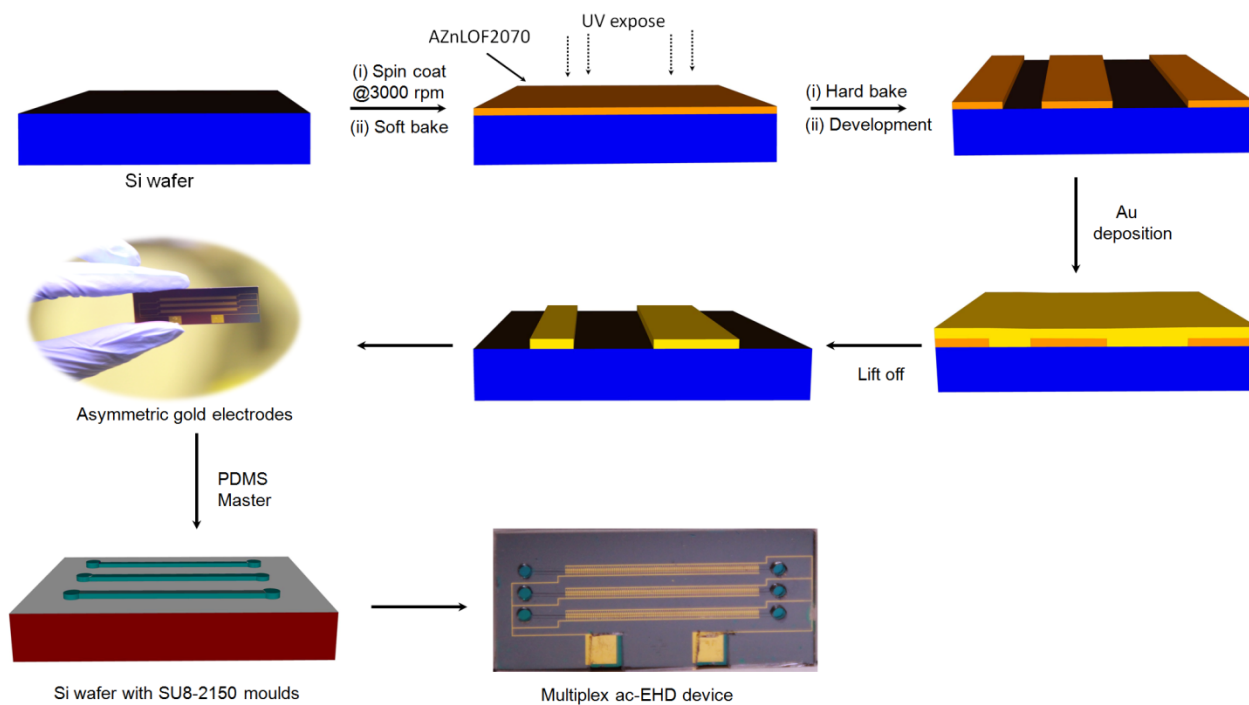 UV expose
AZnLOF2070
(i) Spin coat
@3000 rpm
(ii) Soft bake
(i) Hard bake
(ii) Development
Si wafer
Au
deposition
Lift off
Asymmetric gold electrodes
PDMS
Master
Si wafer with SU8-2150 moulds
Multiplex ac-EHD device